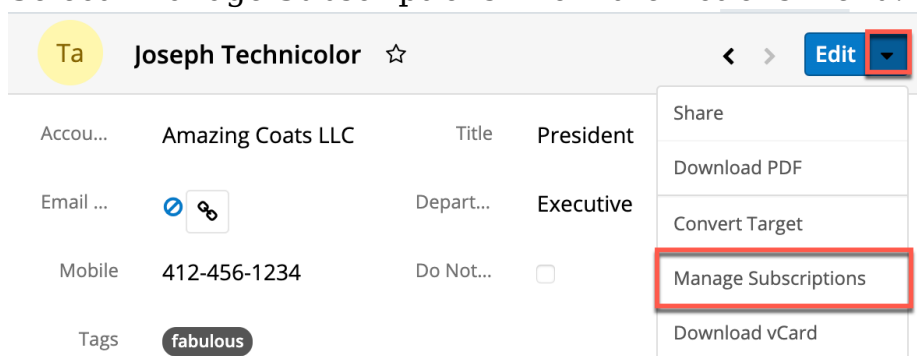 Ta Joseph Technicolor Edit
Share
Accou... Amazing Coats LLC Title President
Download PDF
Email ... Depart... Executive
Convert Target
Mobile 412-456-1234 Do Not...
Manage Subscriptions
Tags fabulous
Download vCard